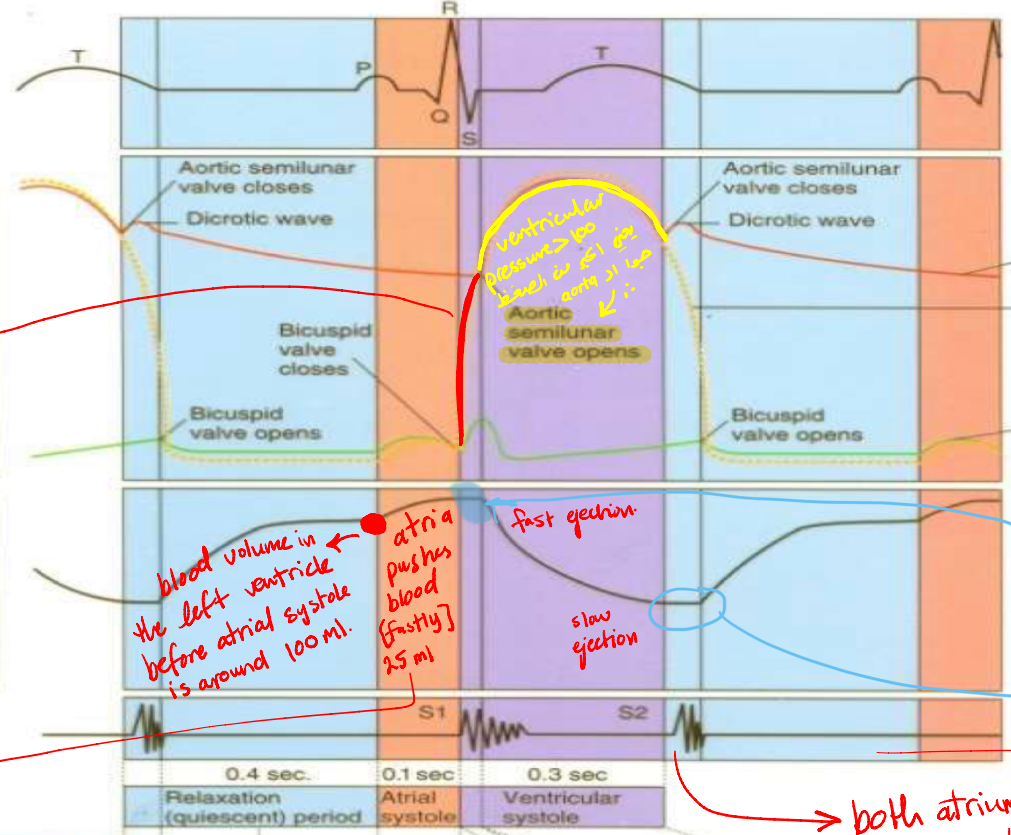 R
T
P
T
Q
S
Aortic semilunar
valve closes
Dicrotic wave
Aortic semilunar
valve closes
Dicrotic wave
ventricular
pressure > 100
aorta
∴
Aortic
semilunar
valve opens
Bicuspid
valve
closes
Bicuspid
valve opens
Bicuspid
valve opens
blood volume in
the left ventricle
before atrial systole
is around 100 ml.
atria
pushes
blood
[fastly]
25 ml
fast ejection.
slow
ejection
S1
S2
0.4 sec.
0.1 sec
0.3 sec
Relaxation
(quiescent) period
Atrial
systole
Ventricular
systole
both atrium